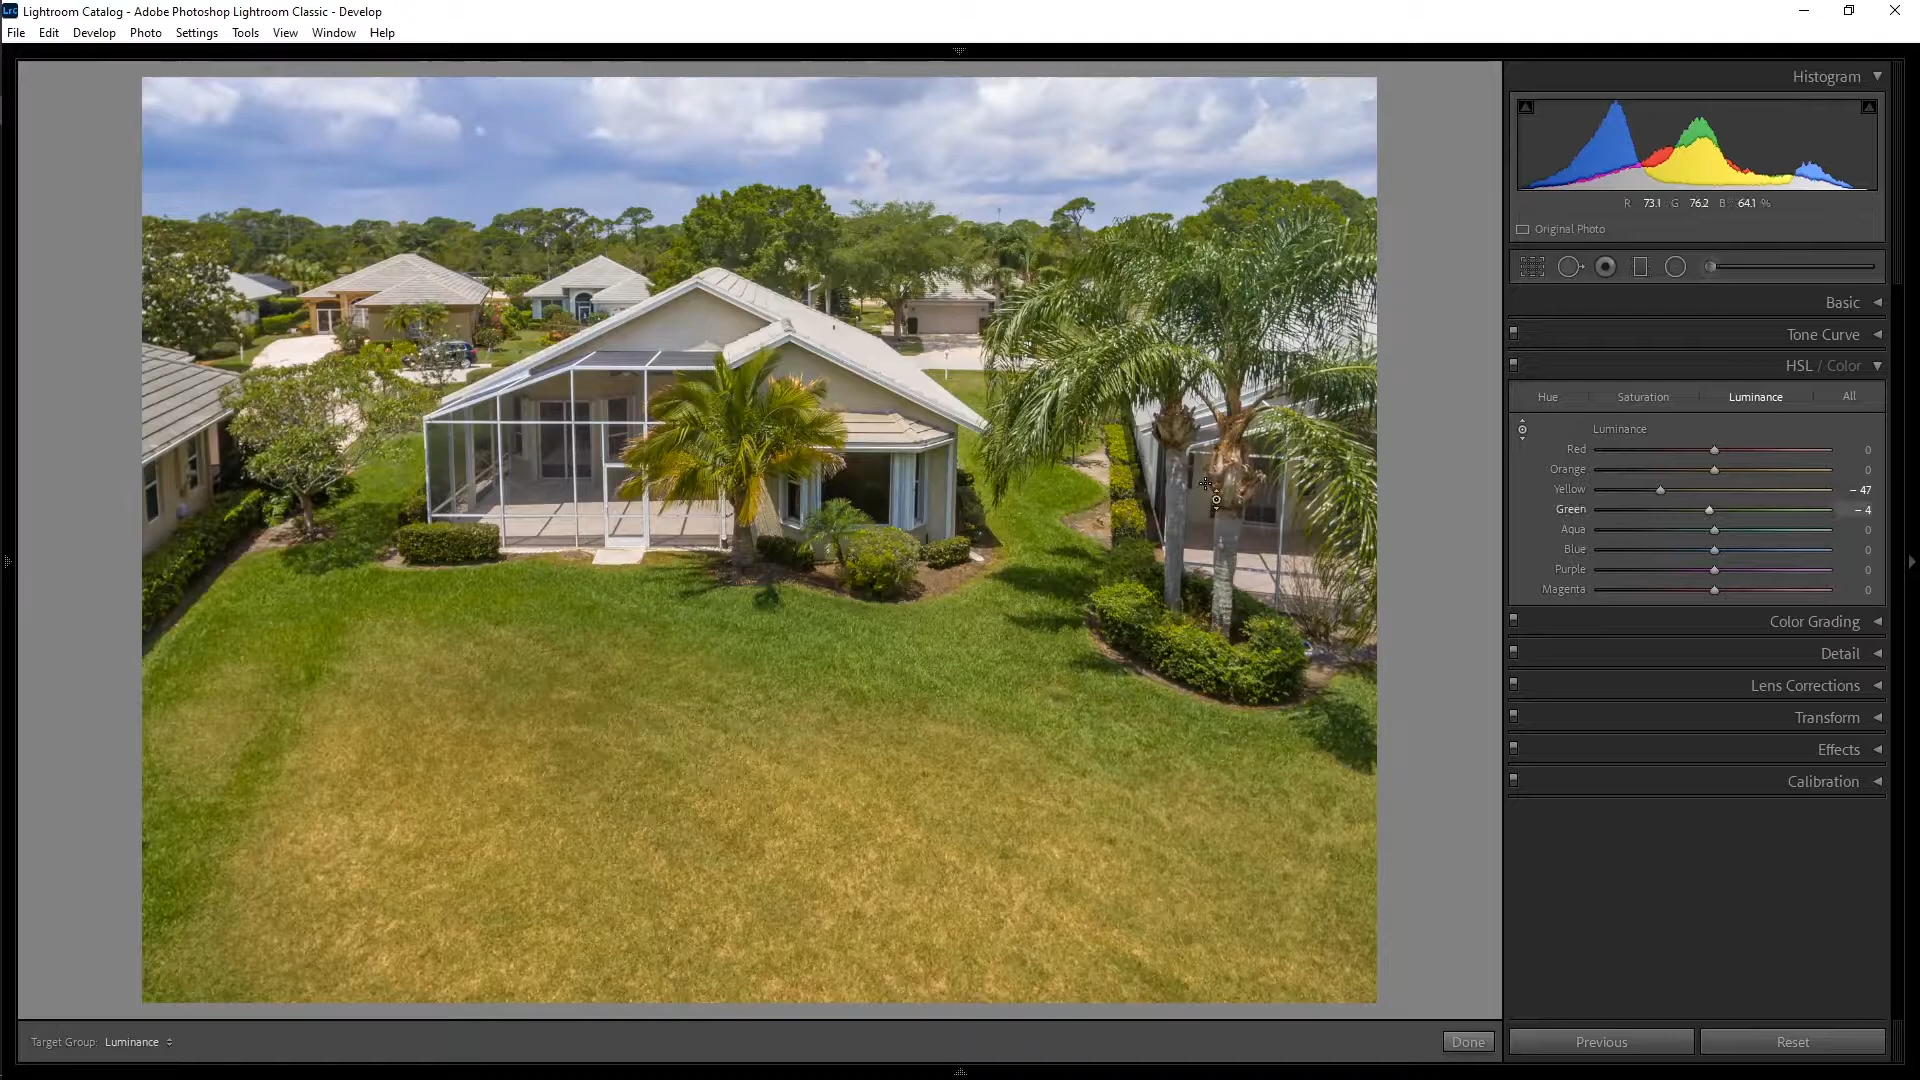 Lrc Lightroom Catalog - Adobe Photoshop Lightroom Classic - Develop
File Edit Develop Photo Settings Tools View Window Help
Histogram
R 73.1 G 76.2 B 64.1 %
Original Photo
Basic
Tone Curve
HSL / Color
Hue Saturation Luminance All
Luminance
Red 0
Orange 0
Yellow – 47
Green – 4
Aqua 0
Blue 0
Purple 0
Magenta 0
Color Grading
Detail
Lens Corrections
Transform
Effects
Calibration
Target Group: Luminance Done Previous Reset